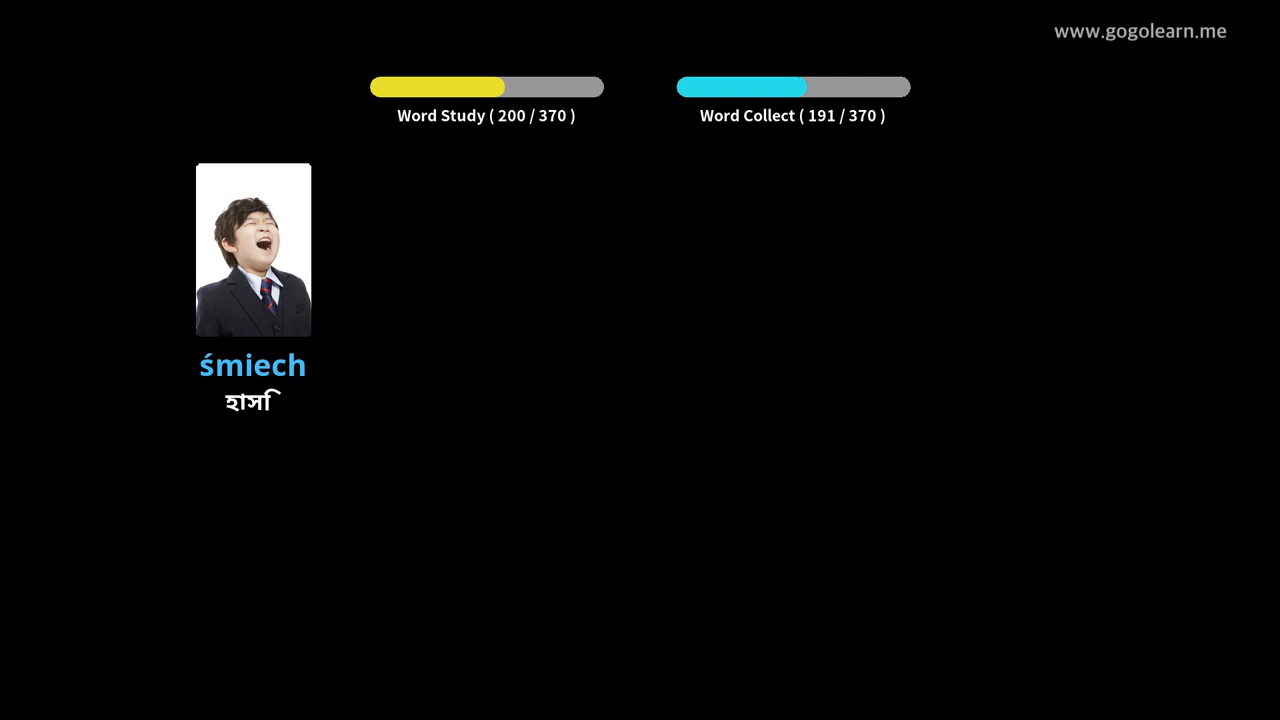 www.gogolearn.me
Word Study ( 200 / 370 )
Word Collect ( 191 / 370 )
śmiech
হাসি